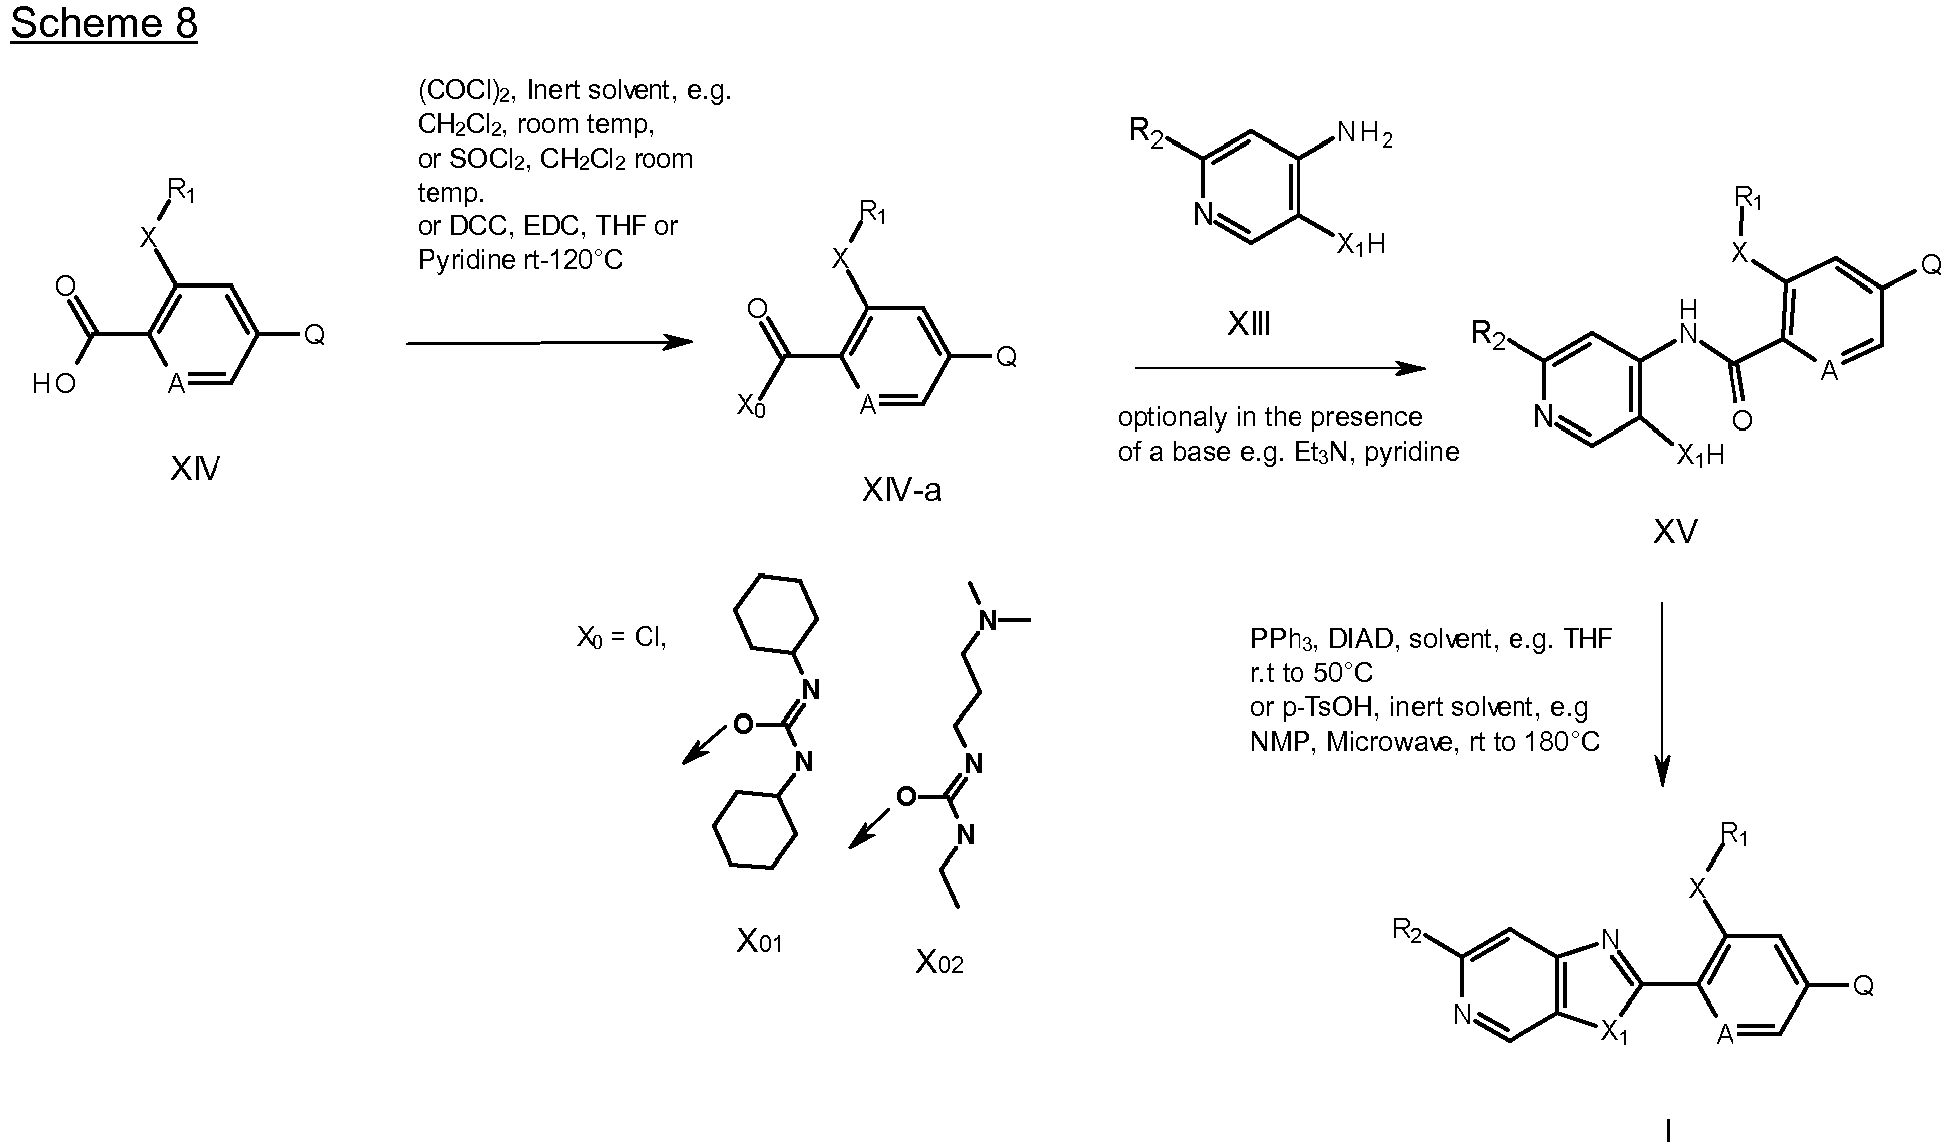 Scheme 8
(COCl)2, Inert solvent, e.g.
CH2Cl2, room temp,
or SOCl2, CH2Cl2 room
temp.
or DCC, EDC, THF or
Pyridine rt-120°C
R1
X
O
HO
A
Q
XIV
R1
X
O
X0
A
Q
XIV-a
R2
NH2
N
X1H
XIII
optionaly in the presence
of a base e.g. Et3N, pyridine
R1
X
Q
H
N
R2
A
O
N
X1H
XV
X0 = Cl,
N
O
N
X01
N
N
O
N
X02
PPh3, DIAD, solvent, e.g. THF
r.t to 50°C
or p-TsOH, inert solvent, e.g
NMP, Microwave, rt to 180°C
R1
X
R2
N
Q
N
X1
A
I